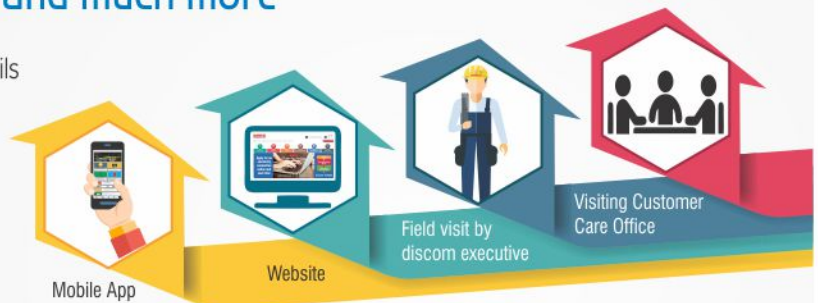 and much more
ils
Mobile App
Website
Field visit by
discom executive
Visiting Customer
Care Office